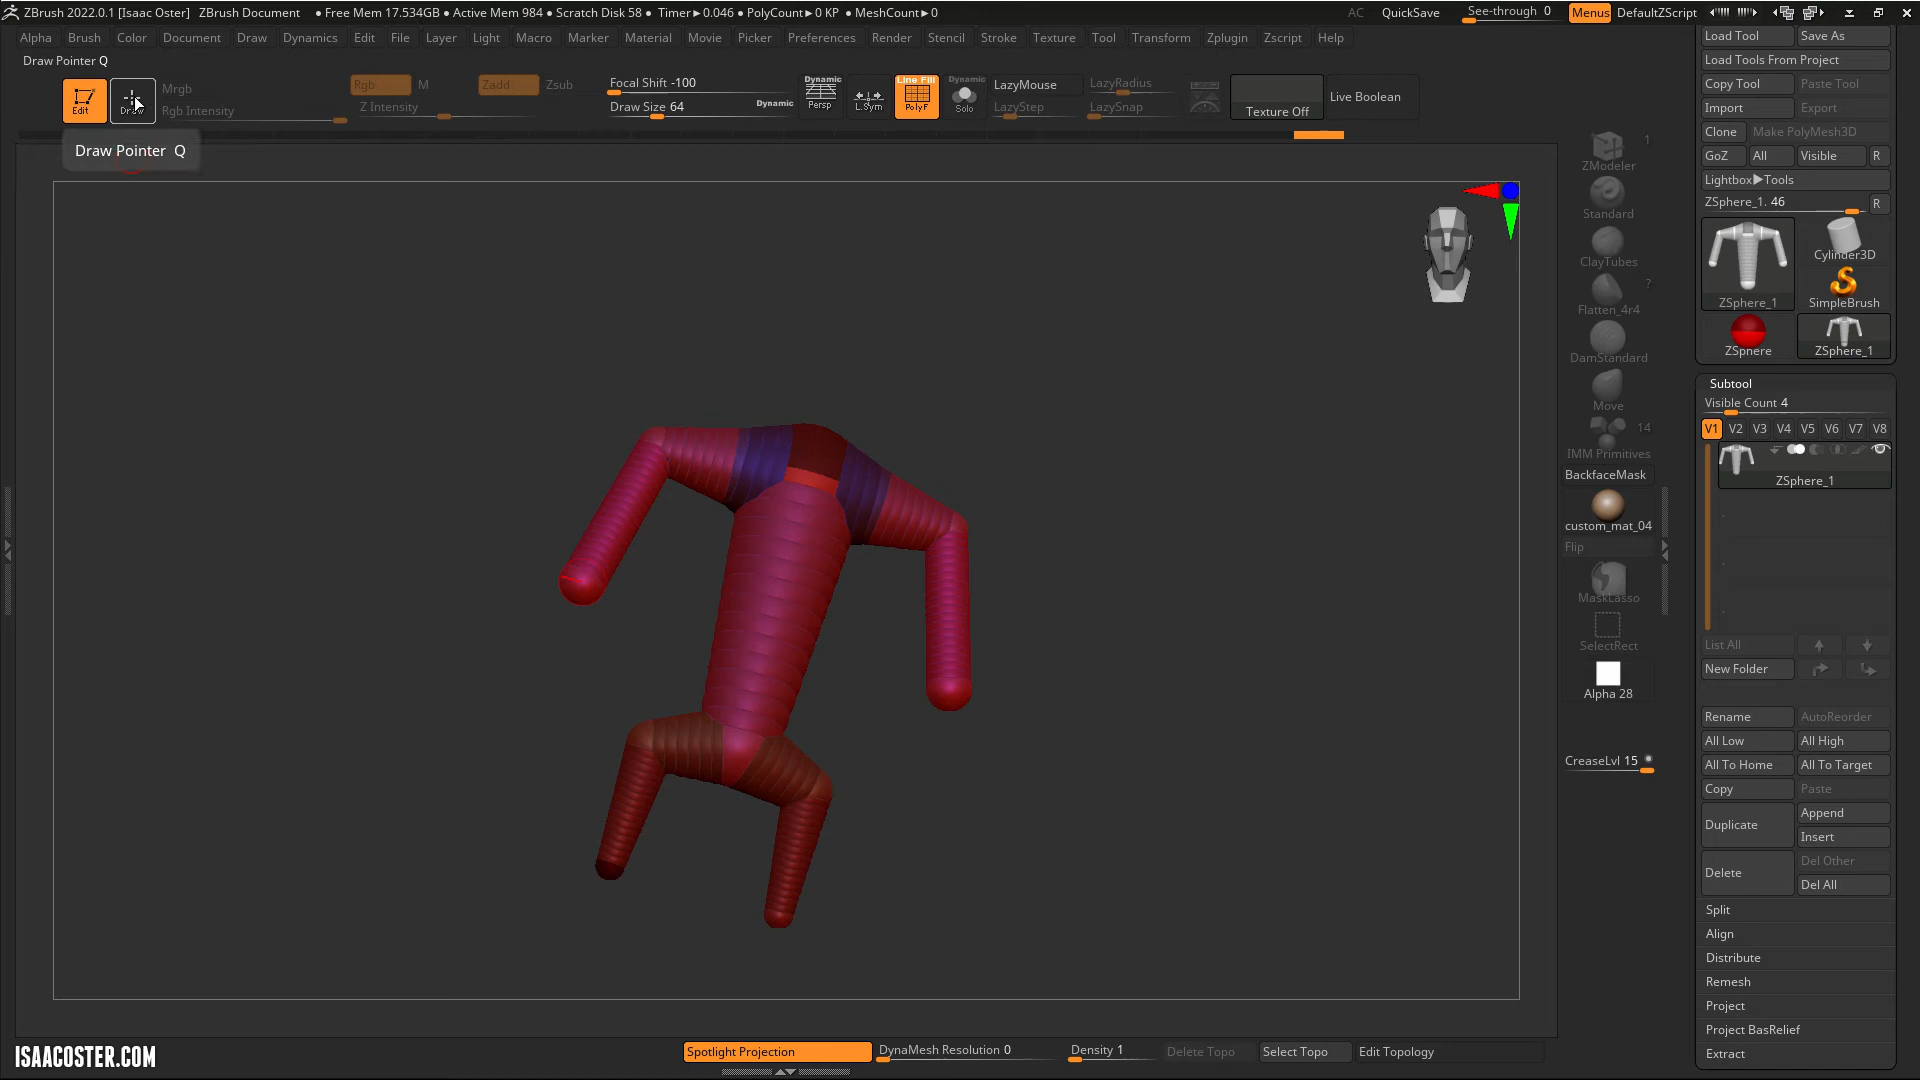 ZBrush 2022.0.1 [Isaac Oster] ZBrush Document • Free Mem 17.534GB • Active Mem 984 • Scratch Disk 58 • Timer▶0.046 • PolyCount▶0 KP • MeshCount▶0 AC QuickSave See-through 0 Menus DefaultZScript
Alpha Brush Color Document Draw Dynamics Edit File Layer Light Macro Marker Material Movie Picker Preferences Render Stencil Stroke Texture Tool Transform Zplugin Zscript Help
Draw Pointer Q
Edit Draw Mrgb Rgb M Zadd Zsub Focal Shift -100 Dynamic Dynamic LazyMouse LazyRadius
Rgb Intensity Z Intensity Draw Size 64 Dynamic Persp L.Sym Line Fill PolyF Solo LazyStep LazySnap Texture Off Live Boolean
Draw Pointer Q
Load Tool Save As
Load Tools From Project
Copy Tool Paste Tool
Import Export
Clone Make PolyMesh3D
GoZ All Visible R
Lightbox▶Tools
ZSphere_1. 46 R
ZSphere_1 Cylinder3D
SimpleBrush
ZSphere ZSphere_1
Subtool
Visible Count 4
V1 V2 V3 V4 V5 V6 V7 V8
ZSphere_1
List All
New Folder
Rename AutoReorder
All Low All High
All To Home All To Target
Copy Paste
Duplicate Append
Insert
Delete Del Other
Del All
Split
Align
Distribute
Remesh
Project
Project BasRelief
Extract
1
ZModeler
Standard
ClayTubes
?
Flatten_4r4
DamStandard
Move
14
IMM Primitives
BackfaceMask
custom_mat_04
Flip
MaskLasso
SelectRect
Alpha 28
CreaseLvl 15
ISAACOSTER.COM
Spotlight Projection DynaMesh Resolution 0 Density 1 Delete Topo Select Topo Edit Topology